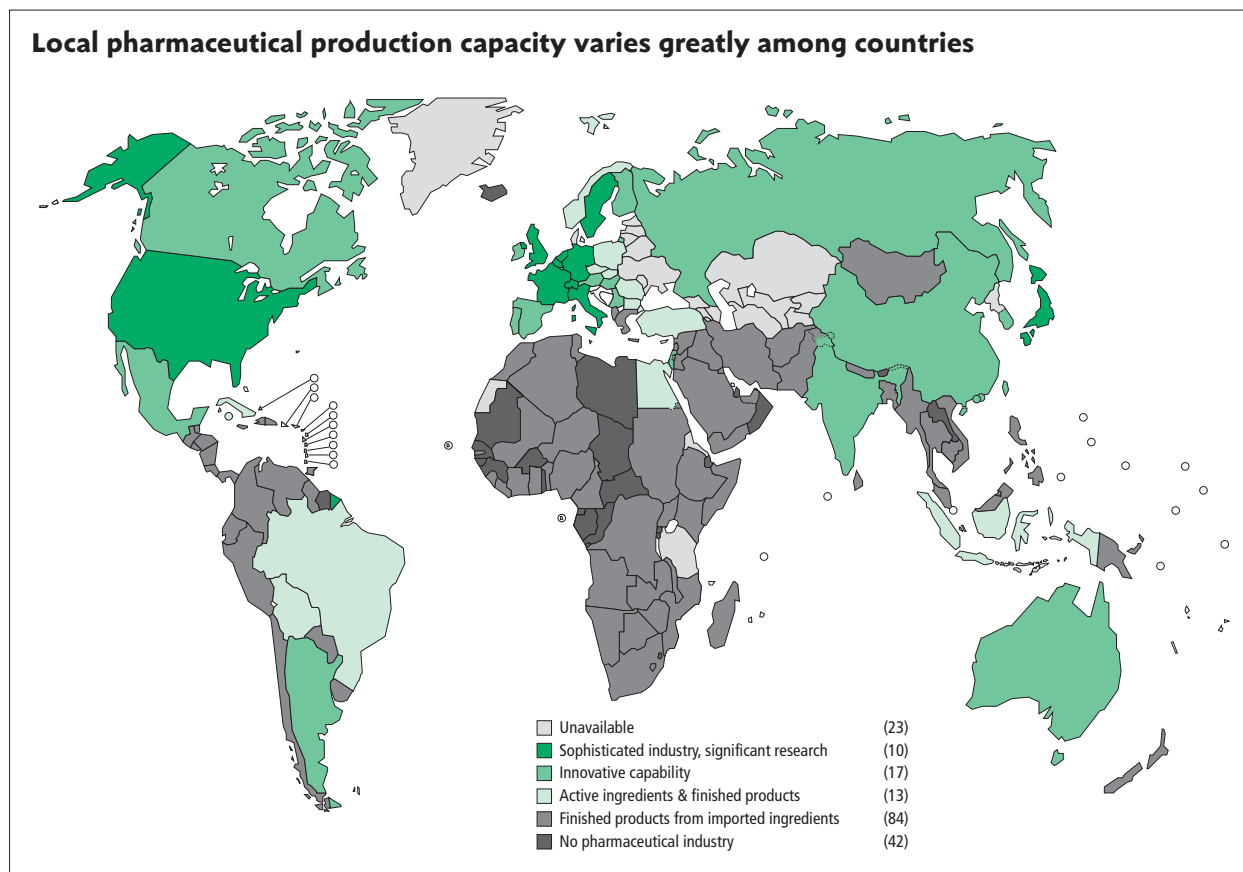 Local pharmaceutical production capacity varies greatly among countries
Unavailable (23)
Sophisticated industry, significant research (10)
Innovative capability (17)
Active ingredients & finished products (13)
Finished products from imported ingredients (84)
No pharmaceutical industry (42)